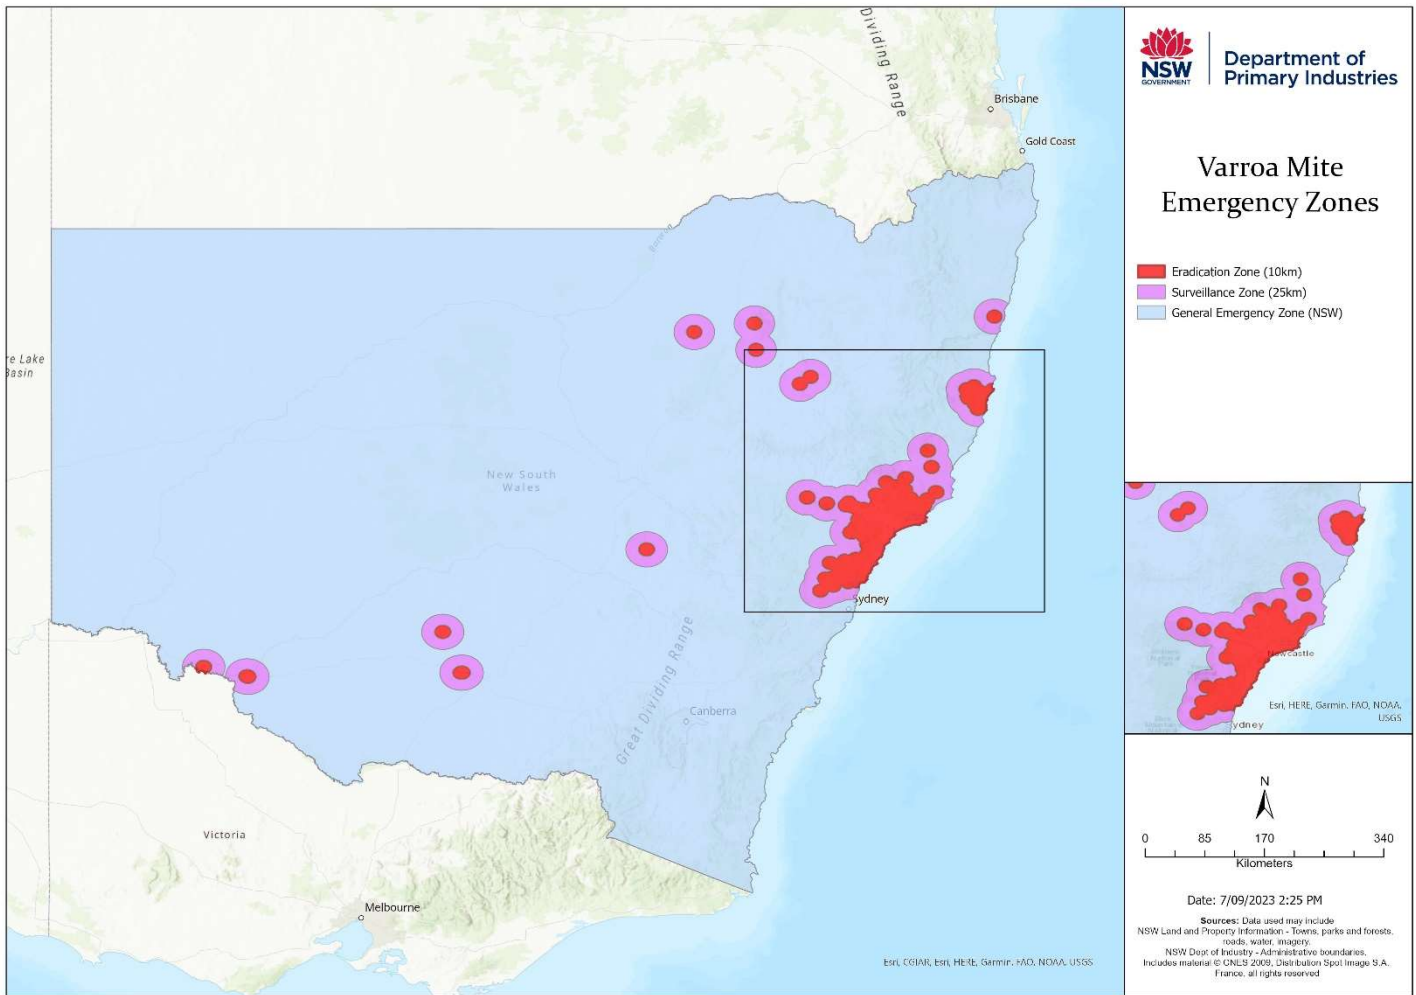 Dividing Range
Brisbane
Gold Coast
re Lake
Basin
New South
Wales
Sydney
Great Dividing Range
Canberra
Victoria
Melbourne
Esri, CGIAR, Esri, HERE, Garmin, FAO, NOAA, USGS
NSW
GOVERNMENT
Department of
Primary Industries
Varroa Mite
Emergency Zones
Eradication Zone (10km)
Surveillance Zone (25km)
General Emergency Zone (NSW)
Newcastle
ydney
Esri, HERE, Garmin, FAO, NOAA,
USGS
N
0 85 170 340
Kilometers
Date: 7/09/2023 2:25 PM
Sources: Data used may include
NSW Land and Property Information - Towns, parks and forests,
roads, water, imagery.
NSW Dept of Industry - Administrative boundaries.
Includes material © CNES 2009, Distribution Spot Image S.A.
France, all rights reserved